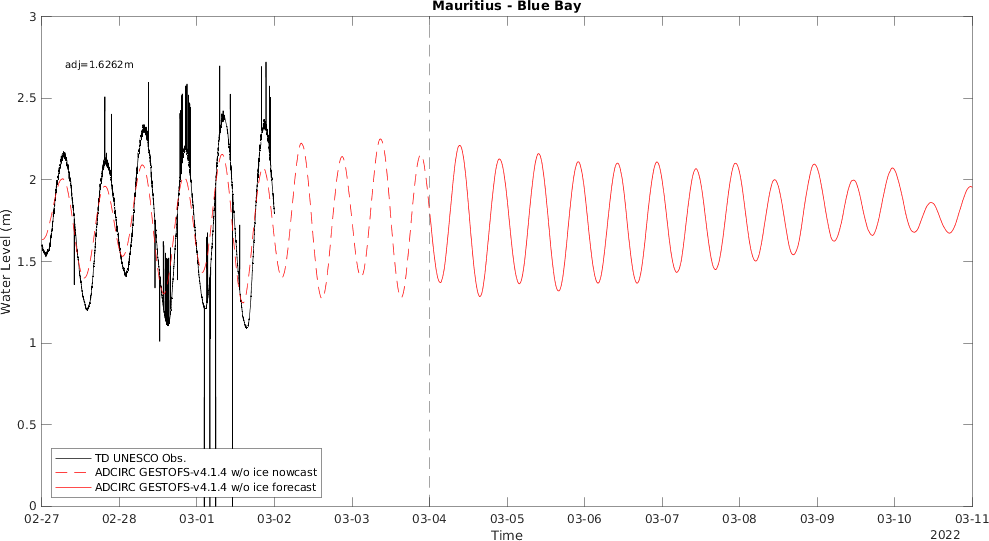 Mauritius - Blue Bay
3
adj=1.6262m
2.5
2
1.5
1
0.5
0
Water Level (m)
TD UNESCO Obs.
ADCIRC GESTOFS-v4.1.4 w/o ice nowcast
ADCIRC GESTOFS-v4.1.4 w/o ice forecast
02-27 02-28 03-01 03-02 03-03 03-04 03-05 03-06 03-07 03-08 03-09 03-10 03-11
Time
2022